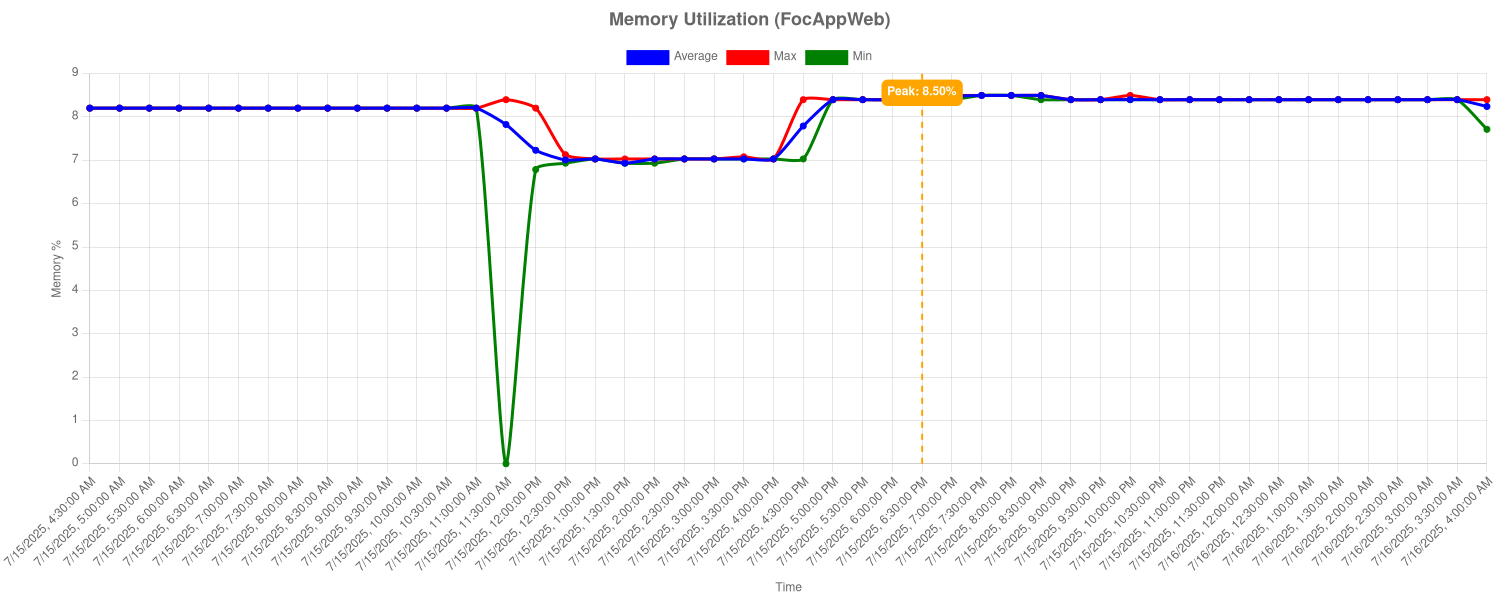 Memory Utilization (FocAppWeb)
Average Max Min
Peak: 8.50%
9
8
7
6
5
4
3
2
1
0
Memory %
7/15/2025, 4:30:00 AM
7/15/2025, 5:00:00 AM
7/15/2025, 5:30:00 AM
7/15/2025, 6:00:00 AM
7/15/2025, 6:30:00 AM
7/15/2025, 7:00:00 AM
7/15/2025, 7:30:00 AM
7/15/2025, 8:00:00 AM
7/15/2025, 8:30:00 AM
7/15/2025, 9:00:00 AM
7/15/2025, 9:30:00 AM
7/15/2025, 10:00:00 AM
7/15/2025, 10:30:00 AM
7/15/2025, 11:00:00 AM
7/15/2025, 11:30:00 AM
7/15/2025, 12:00:00 PM
7/15/2025, 12:30:00 PM
7/15/2025, 1:00:00 PM
7/15/2025, 1:30:00 PM
7/15/2025, 2:00:00 PM
7/15/2025, 2:30:00 PM
7/15/2025, 3:00:00 PM
7/15/2025, 3:30:00 PM
7/15/2025, 4:00:00 PM
7/15/2025, 4:30:00 PM
7/15/2025, 5:00:00 PM
7/15/2025, 5:30:00 PM
7/15/2025, 6:00:00 PM
7/15/2025, 6:30:00 PM
7/15/2025, 7:00:00 PM
7/15/2025, 7:30:00 PM
7/15/2025, 8:00:00 PM
7/15/2025, 8:30:00 PM
7/15/2025, 9:00:00 PM
7/15/2025, 9:30:00 PM
7/15/2025, 10:00:00 PM
7/15/2025, 10:30:00 PM
7/15/2025, 11:00:00 PM
7/15/2025, 11:30:00 PM
7/16/2025, 12:00:00 AM
7/16/2025, 12:30:00 AM
7/16/2025, 1:00:00 AM
7/16/2025, 1:30:00 AM
7/16/2025, 2:00:00 AM
7/16/2025, 2:30:00 AM
7/16/2025, 3:00:00 AM
7/16/2025, 3:30:00 AM
7/16/2025, 4:00:00 AM
Time